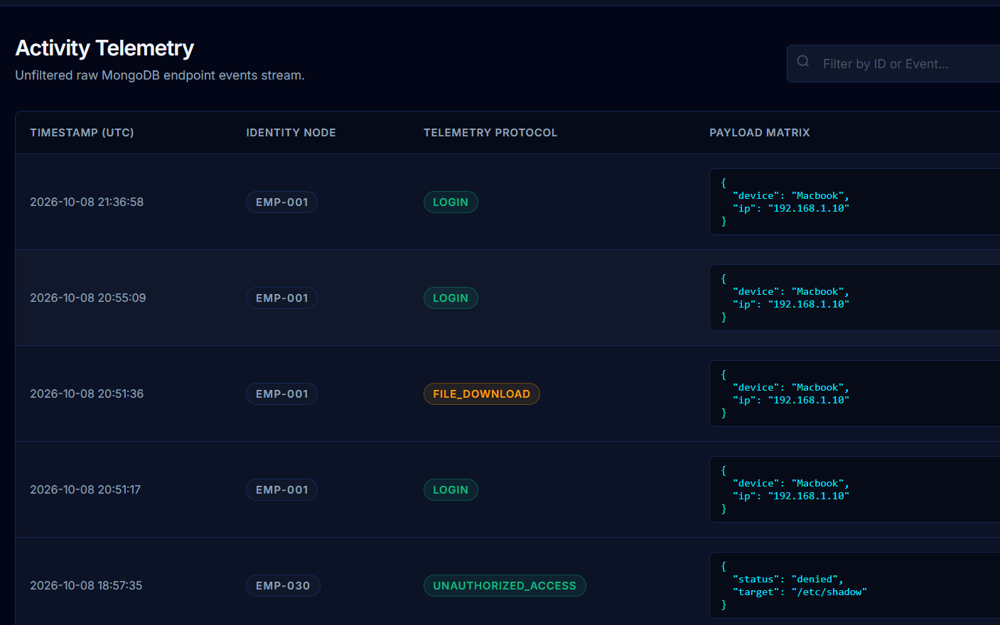 Activity Telemetry
Unfiltered raw MongoDB endpoint events stream.
Filter by ID or Event...
TIMESTAMP (UTC) IDENTITY NODE TELEMETRY PROTOCOL PAYLOAD MATRIX
2026-10-08 21:36:58 EMP-001 LOGIN
{
"device": "Macbook",
"ip": "192.168.1.10"
}
2026-10-08 20:55:09 EMP-001 LOGIN
{
"device": "Macbook",
"ip": "192.168.1.10"
}
2026-10-08 20:51:36 EMP-001 FILE_DOWNLOAD
{
"device": "Macbook",
"ip": "192.168.1.10"
}
2026-10-08 20:51:17 EMP-001 LOGIN
{
"device": "Macbook",
"ip": "192.168.1.10"
}
2026-10-08 18:57:35 EMP-030 UNAUTHORIZED_ACCESS
{
"status": "denied",
"target": "/etc/shadow"
}